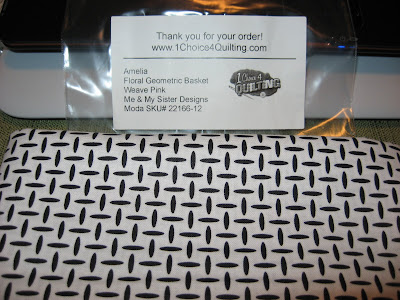 Thank you for your order!
www.1Choice4Quilting.com
Amelia
Floral Geometric Basket
Weave Pink
Me & My Sister Designs
Moda SKU# 22166-12
1 Choice 4
QUILTING